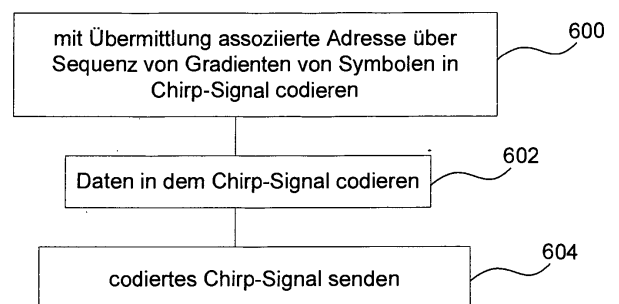 mit Übermittlung assoziierte Adresse über
Sequenz von Gradienten von Symbolen in
Chirp-Signal codieren
600
Daten in dem Chirp-Signal codieren
602
codiertes Chirp-Signal senden
604